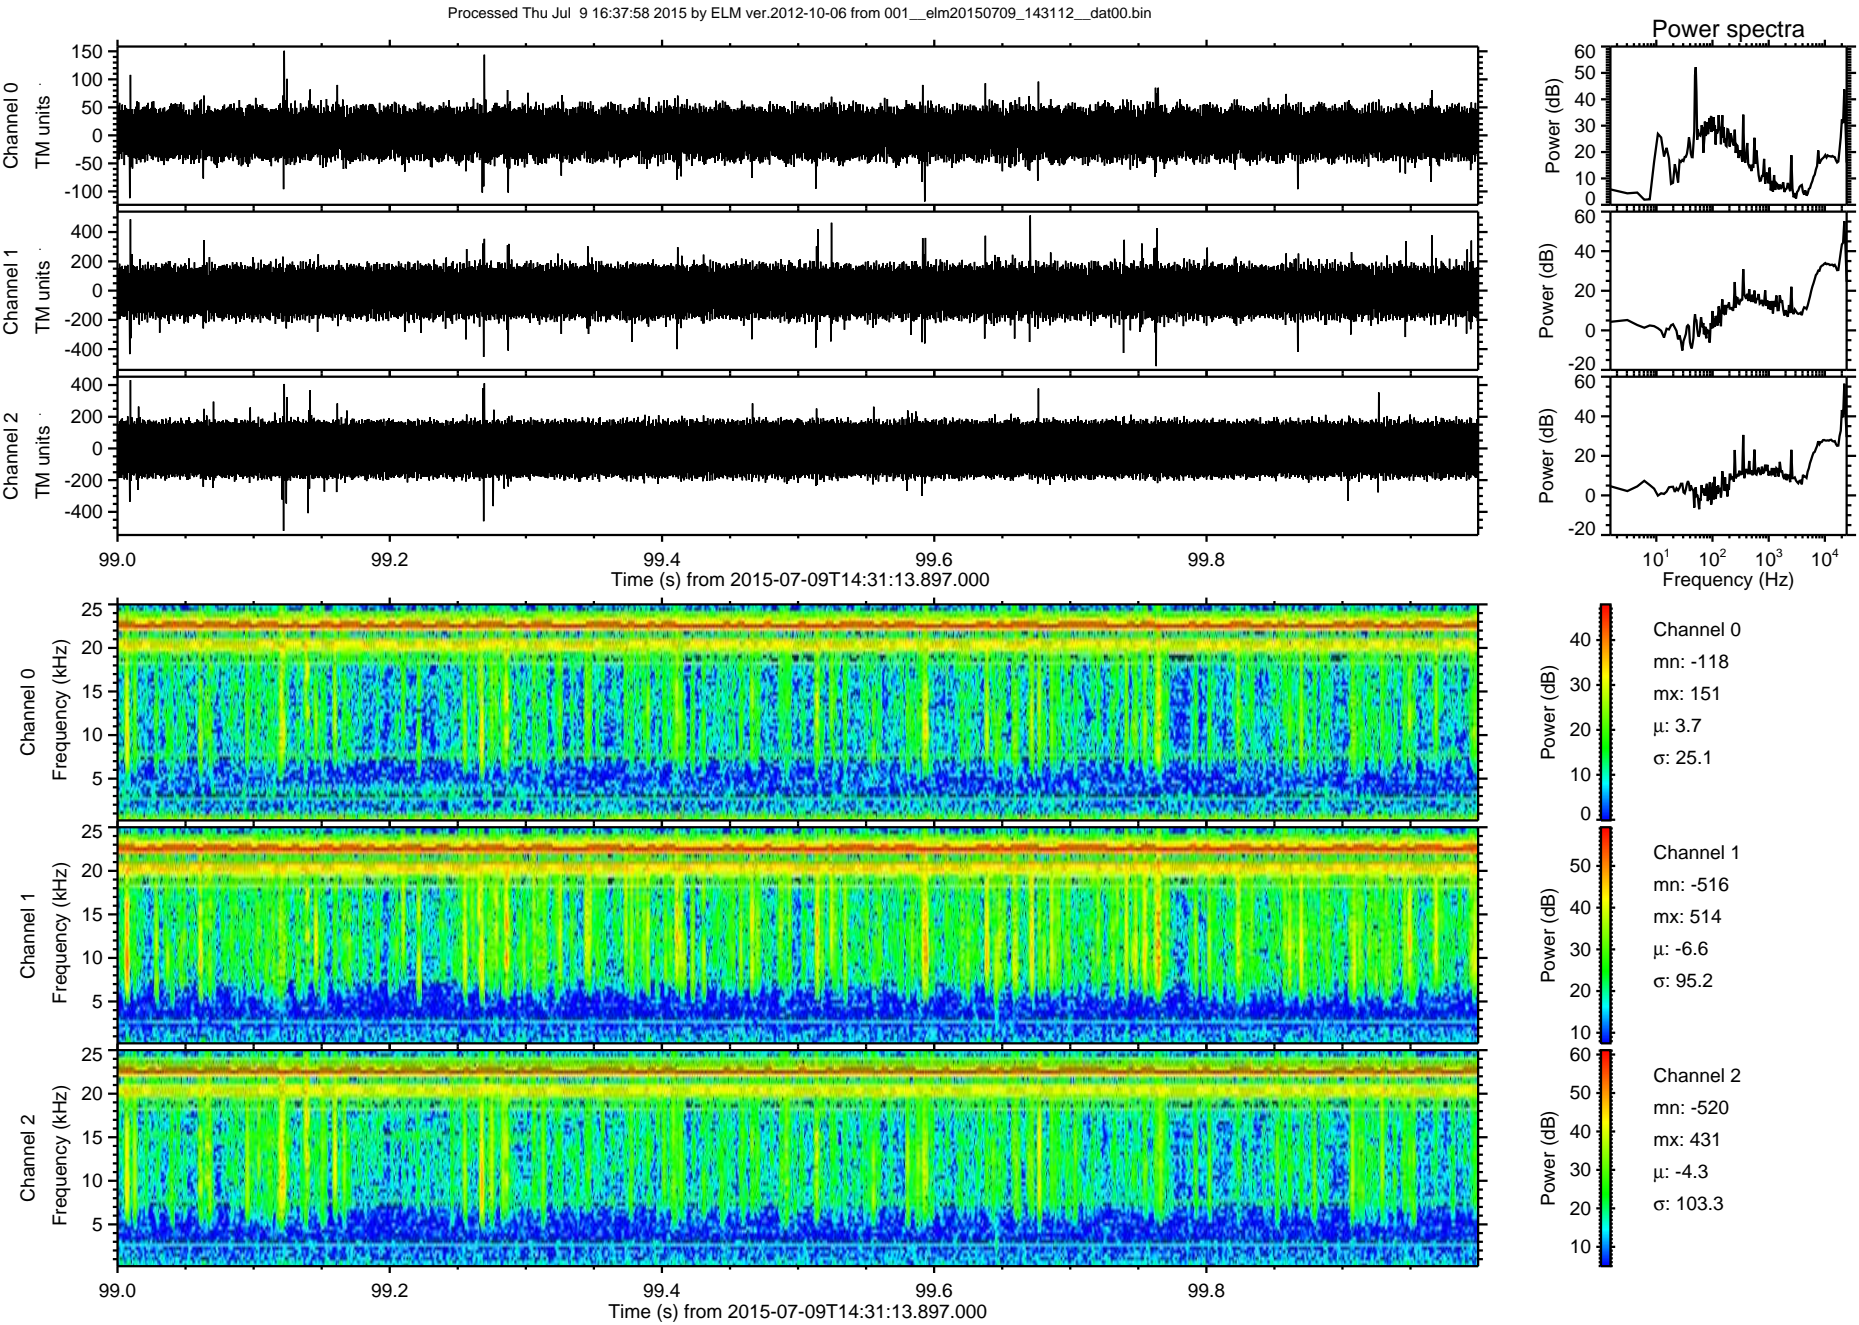 Processed Thu Jul  9 16:37:58 2015 by ELM ver.2012-10-06 from 001__elm20150709_143112__dat00.bin
Power spectra
Channel 0
TM units
150
100
50
0
-50
-100
Power (dB)
60
50
40
30
20
10
0
Channel 1
TM units
400
200
0
-200
-400
Power (dB)
60
40
20
0
-20
Channel 2
TM units
400
200
0
-200
-400
Power (dB)
60
40
20
0
-20
99.0 99.2 99.4 99.6 99.8
Time (s) from 2015-07-09T14:31:13.897.000
10^1 10^2 10^3 10^4
Frequency (Hz)
Channel 0
Frequency (kHz)
25
20
15
10
5
Power (dB)
40
30
20
10
0
Channel 0
mn: -118
mx: 151
μ: 3.7
σ: 25.1
Channel 1
Frequency (kHz)
25
20
15
10
5
Power (dB)
50
40
30
20
10
Channel 1
mn: -516
mx: 514
μ: -6.6
σ: 95.2
Channel 2
Frequency (kHz)
25
20
15
10
5
Power (dB)
60
50
40
30
20
10
Channel 2
mn: -520
mx: 431
μ: -4.3
σ: 103.3
99.0 99.2 99.4 99.6 99.8
Time (s) from 2015-07-09T14:31:13.897.000